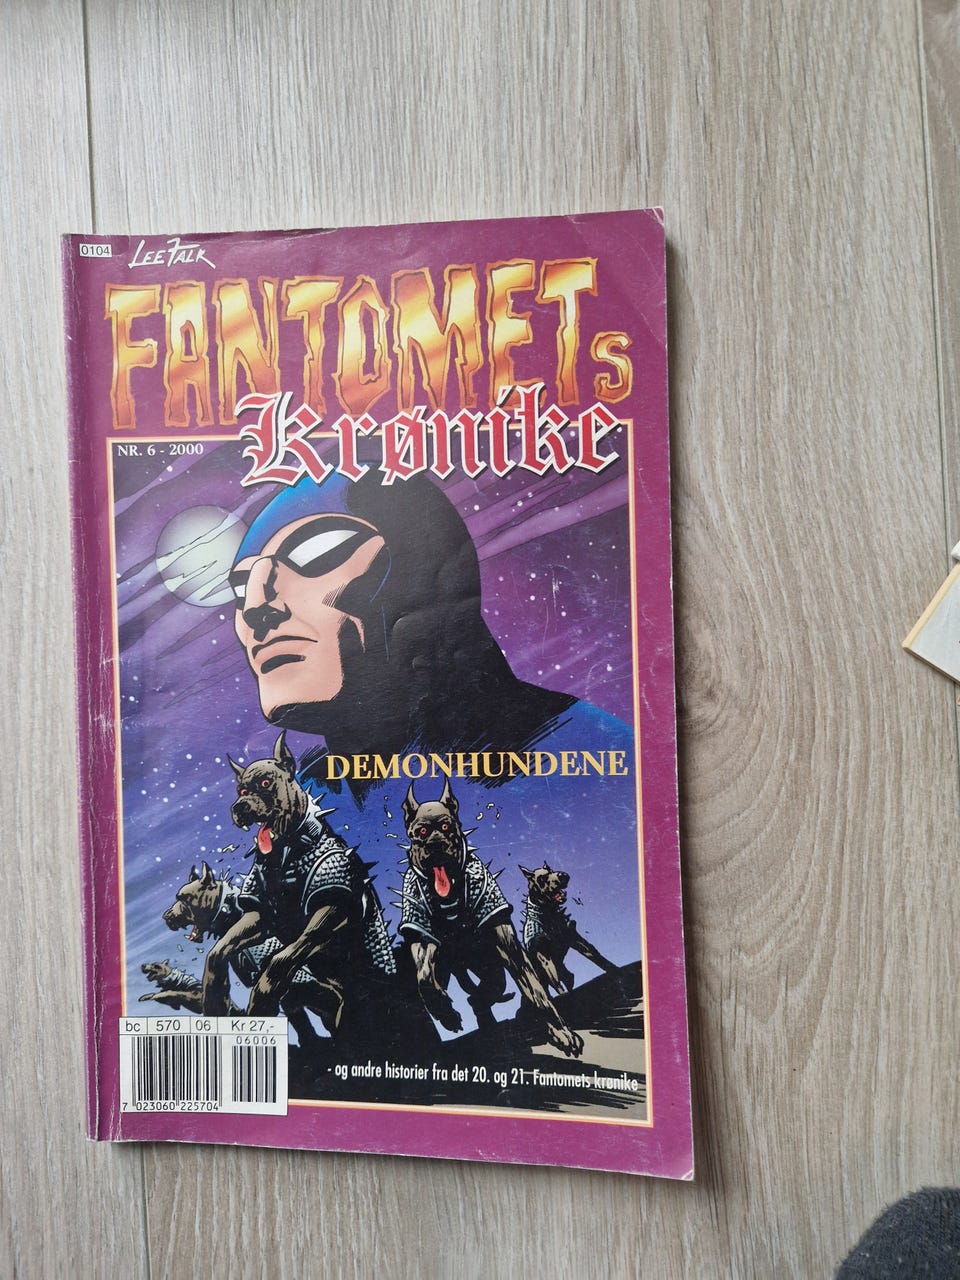 0104
LEE FALK
FANTOMETs
Krønike
NR. 6 - 2000
DEMONHUNDENE
bc 570 06 Kr 27,-
06006
7 023060 225704
- og andre historier fra det 20. og 21. Fantomets krønike